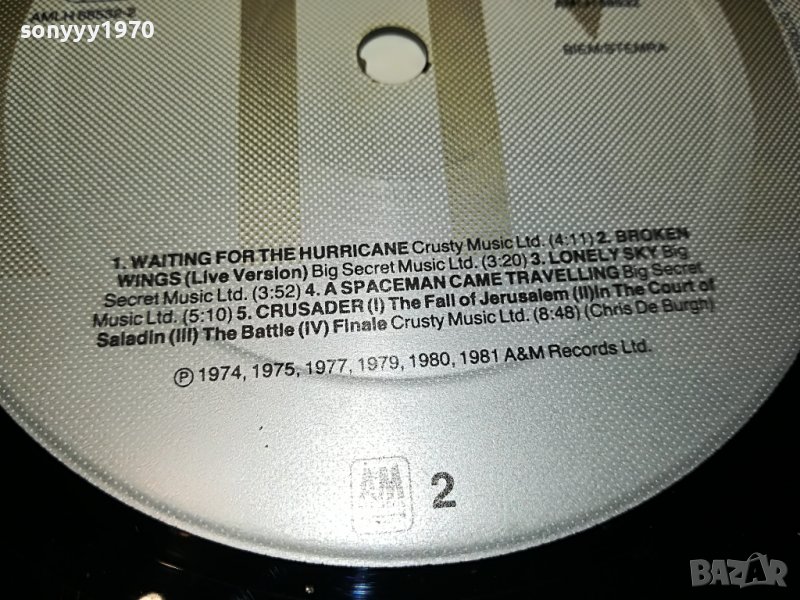 sonyyy1970
BIEM/STEMRA
1. WAITING FOR THE HURRICANE Crusty Music Ltd. (4:11) 2. BROKEN
WINGS (Live Version) Big Secret Music Ltd. (3:20) 3. LONELY SKY Big
Secret Music Ltd. (3:52) 4. A SPACEMAN CAME TRAVELLING Big Secret
Music Ltd. (5:10) 5. CRUSADER (I) The Fall of Jerusalem (II)In The Court of
Saladin (III) The Battle (IV) Finale Crusty Music Ltd. (8:48) (Chris De Burgh)
℗ 1974, 1975, 1977, 1979, 1980, 1981 A&M Records Ltd.
A&M 2
BAZAR